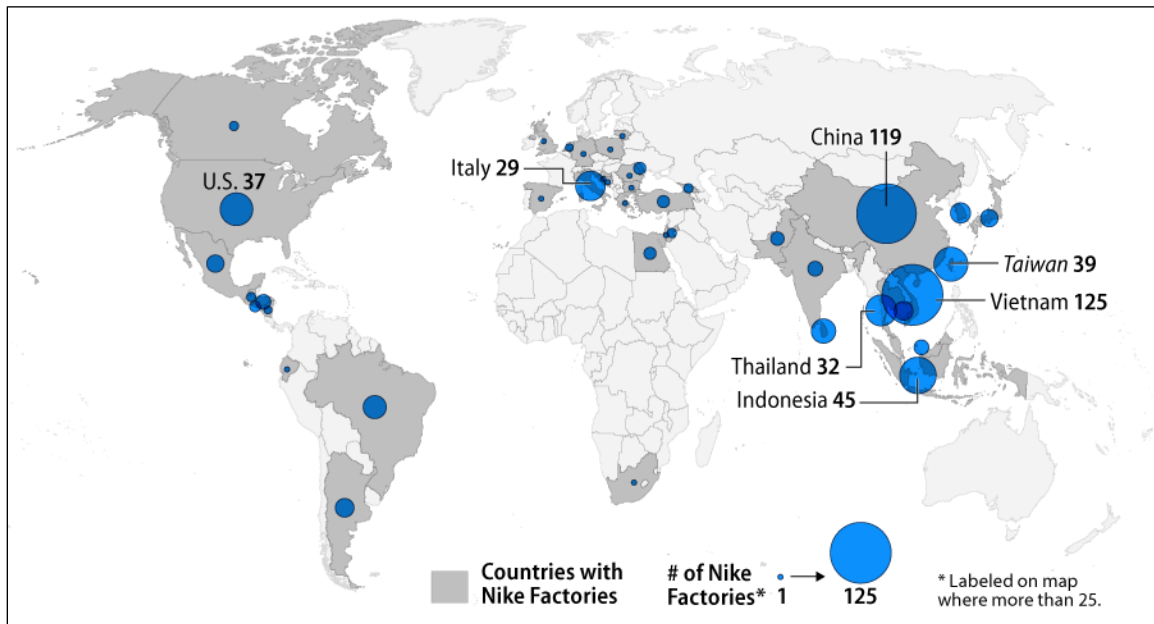 China 119
Italy 29
U.S. 37
Taiwan 39
Vietnam 125
Thailand 32
Indonesia 45
Countries with
Nike Factories
# of Nike
Factories*
1
125
* Labeled on map
where more than 25.